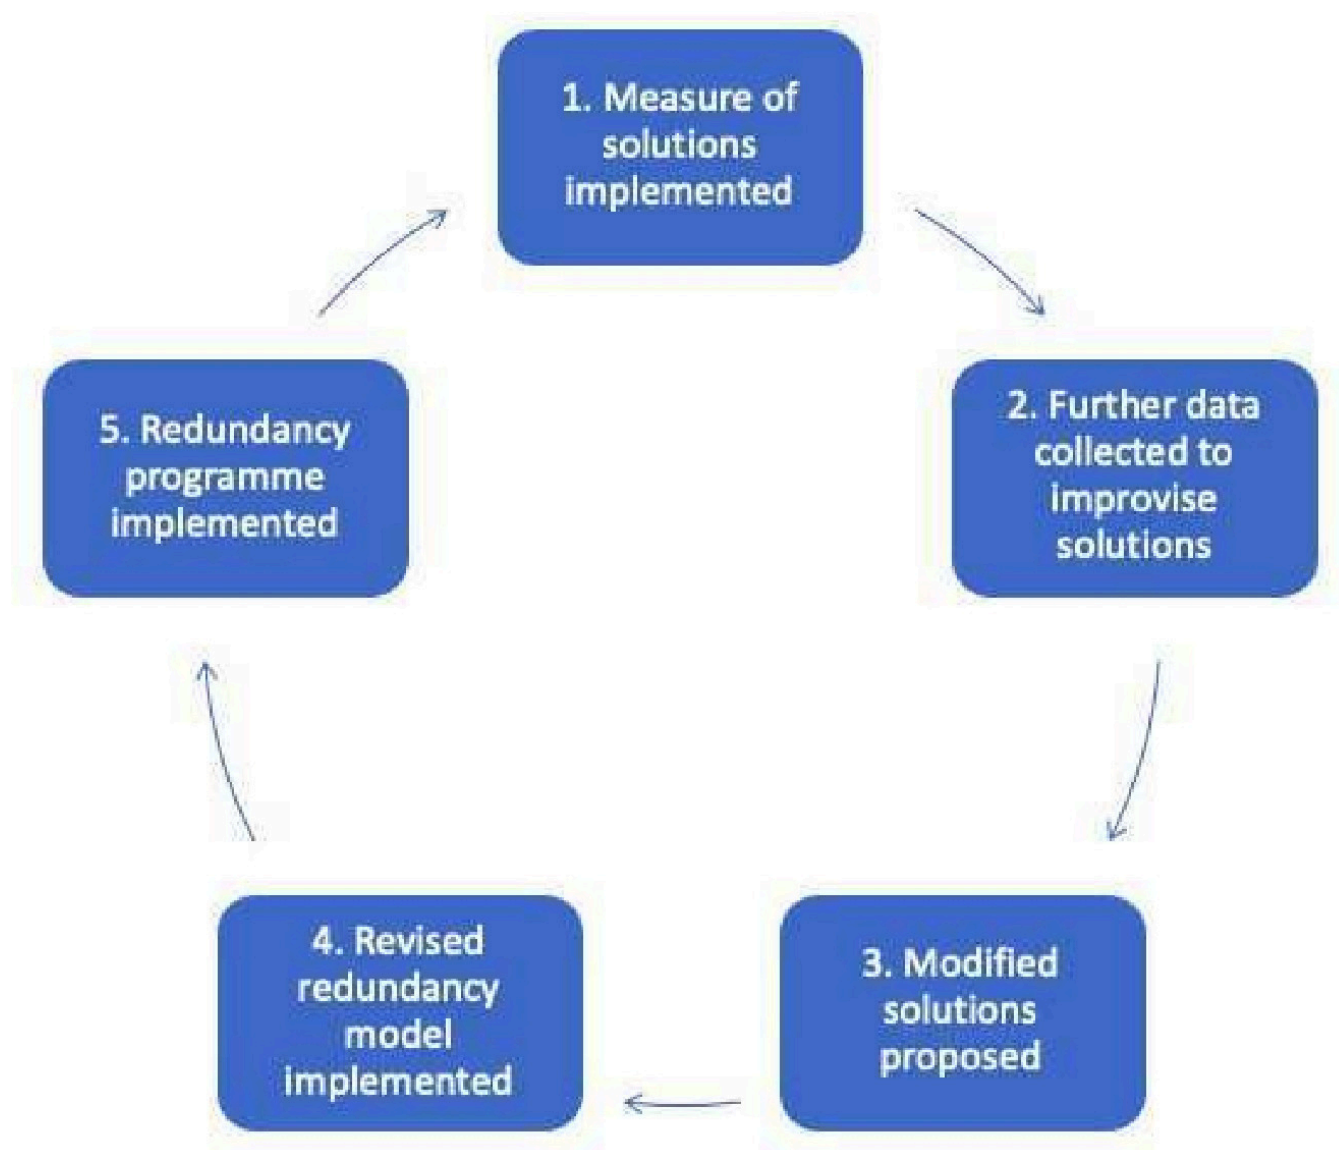 1. Measure of
solutions
implemented
2. Further data
collected to
improvise
solutions
3. Modified
solutions
proposed
4. Revised
redundancy
model
implemented
5. Redundancy
programme
implemented